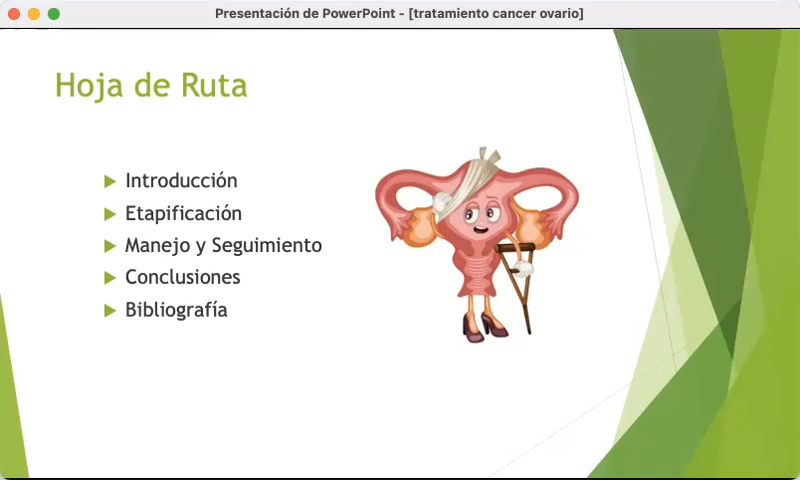 Presentación de PowerPoint - [tratamiento cancer ovario]
Hoja de Ruta
Introducción
Etapificación
Manejo y Seguimiento
Conclusiones
Bibliografía